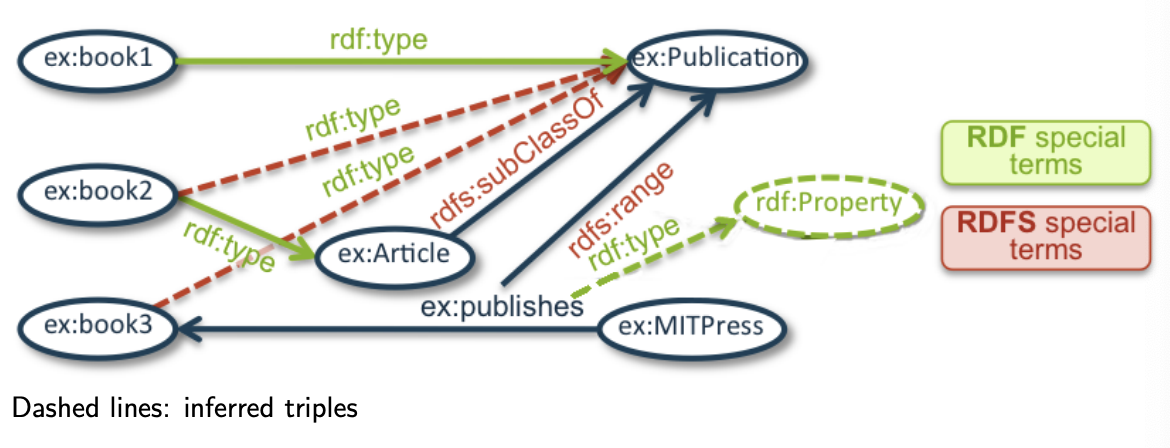 rdf:type
ex:book1
ex:Publication
rdf:type
rdf:type
rdfs:subClassOf
RDF special
terms
ex:book2
rdf:type
rdfs:range
rdf:type
rdf:Property
RDFS special
terms
ex:Article
ex:publishes
ex:book3
ex:MITPress
Dashed lines: inferred triples